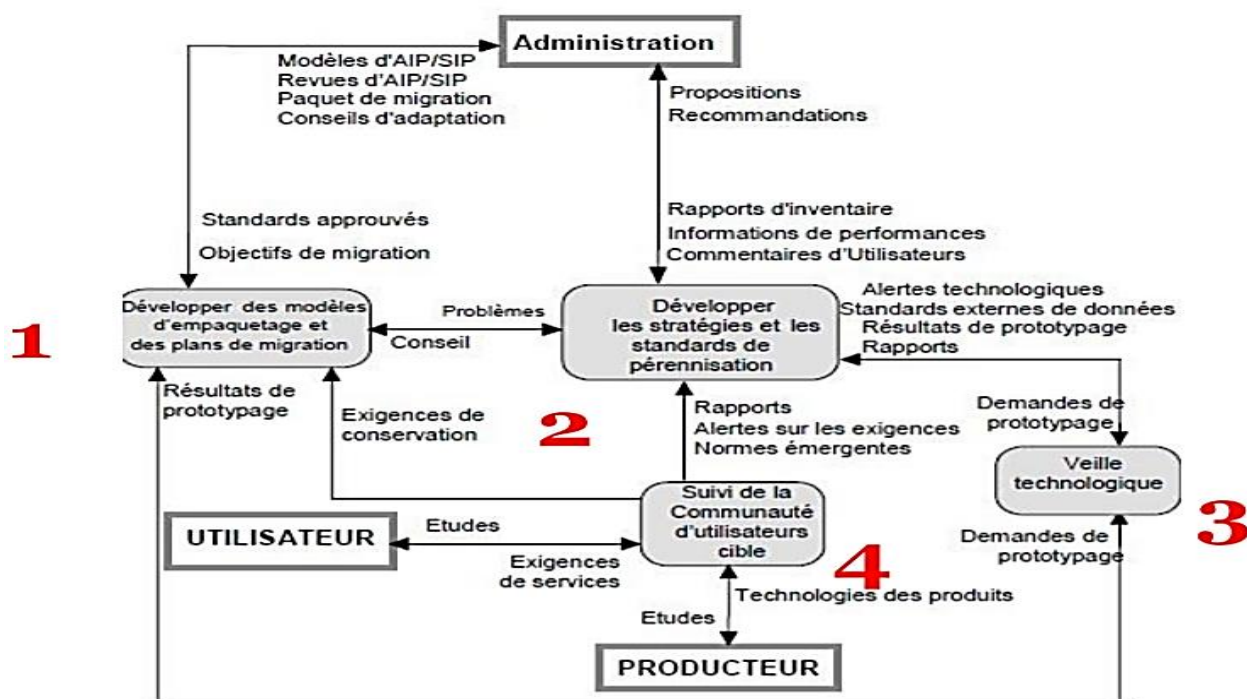 Administration
Modèles d'AIP/SIP
Revues d'AIP/SIP
Paquet de migration
Conseils d'adaptation
Propositions
Recommandations
Standards approuvés
Objectifs de migration
Rapports d'inventaire
Informations de performances
Commentaires d'Utilisateurs
1
Développer des modèles
d'empaquetage et
des plans de migration
Problèmes
Conseil
Développer
les stratégies et les
standards de
pérennisation
Alertes technologiques
Standards externes de données
Résultats de prototypage
Rapports
Résultats de
prototypage
Exigences de
conservation
2
Rapports
Alertes sur les exigences
Normes émergentes
Demandes de
prototypage
Veille
technologique
3
Demandes de
prototypage
UTILISATEUR
Etudes
Exigences
de services
Suivi de la
Communauté
d'utilisateurs
cible
4
Technologies des produits
Etudes
PRODUCTEUR